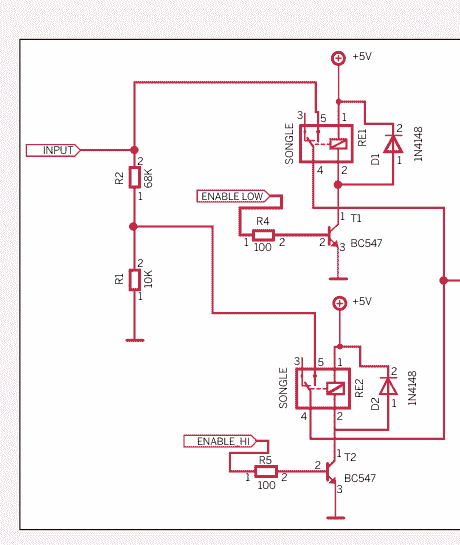 +5V
3
5
1
SONGLE
RE1
4
2
2
D1
1
1N4148
INPUT
2
R2
68K
1
ENABLE LOW
R4
1
100
2
1
T1
2
3
BC547
2
R1
10K
1
+5V
3
5
1
SONGLE
RE2
4
2
2
D2
1
1N4148
ENABLE_HI
R5
1
100
2
1
T2
2
3
BC547